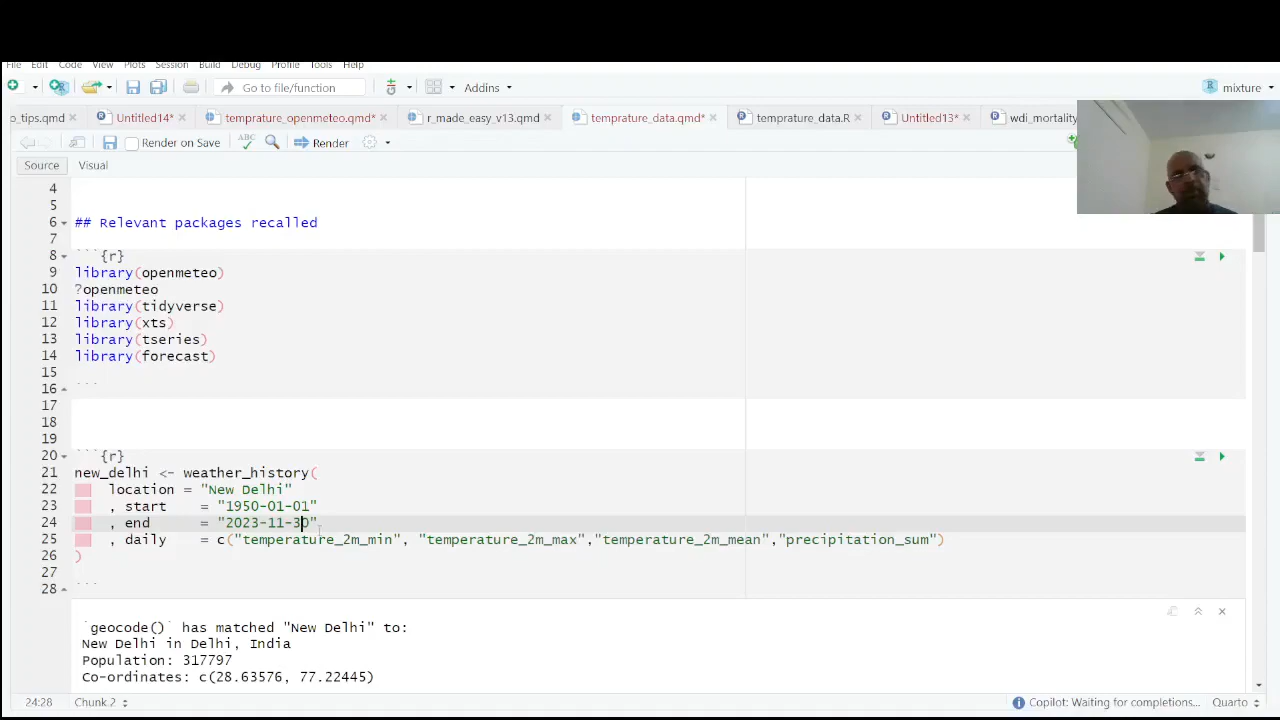 File Edit Code View Plots Session Build Debug Profile Tools Help
Go to file/function Addins mixture
o_tips.qmd Untitled14* temprature_openmeteo.qmd* r_made_easy_v13.qmd temprature_data.qmd* temprature_data.R Untitled13* wdi_mortality
ABC Render on Save Render
Source Visual
4
5
6 ## Relevant packages recalled
7
8 ```{r}
9 library(openmeteo)
10 ?openmeteo
11 library(tidyverse)
12 library(xts)
13 library(tseries)
14 library(forecast)
15
16 ```
17
18
19
20 ```{r}
21 new_delhi <- weather_history(
22 location = "New Delhi"
23 , start = "1950-01-01"
24 , end = "2023-11-30"
25 , daily = c("temperature_2m_min", "temperature_2m_max","temperature_2m_mean","precipitation_sum")
26 )
27
28 ```
`geocode()` has matched "New Delhi" to:
New Delhi in Delhi, India
Population: 317797
Co-ordinates: c(28.63576, 77.22445)
24:28 Chunk 2 Copilot: Waiting for completions... Quarto